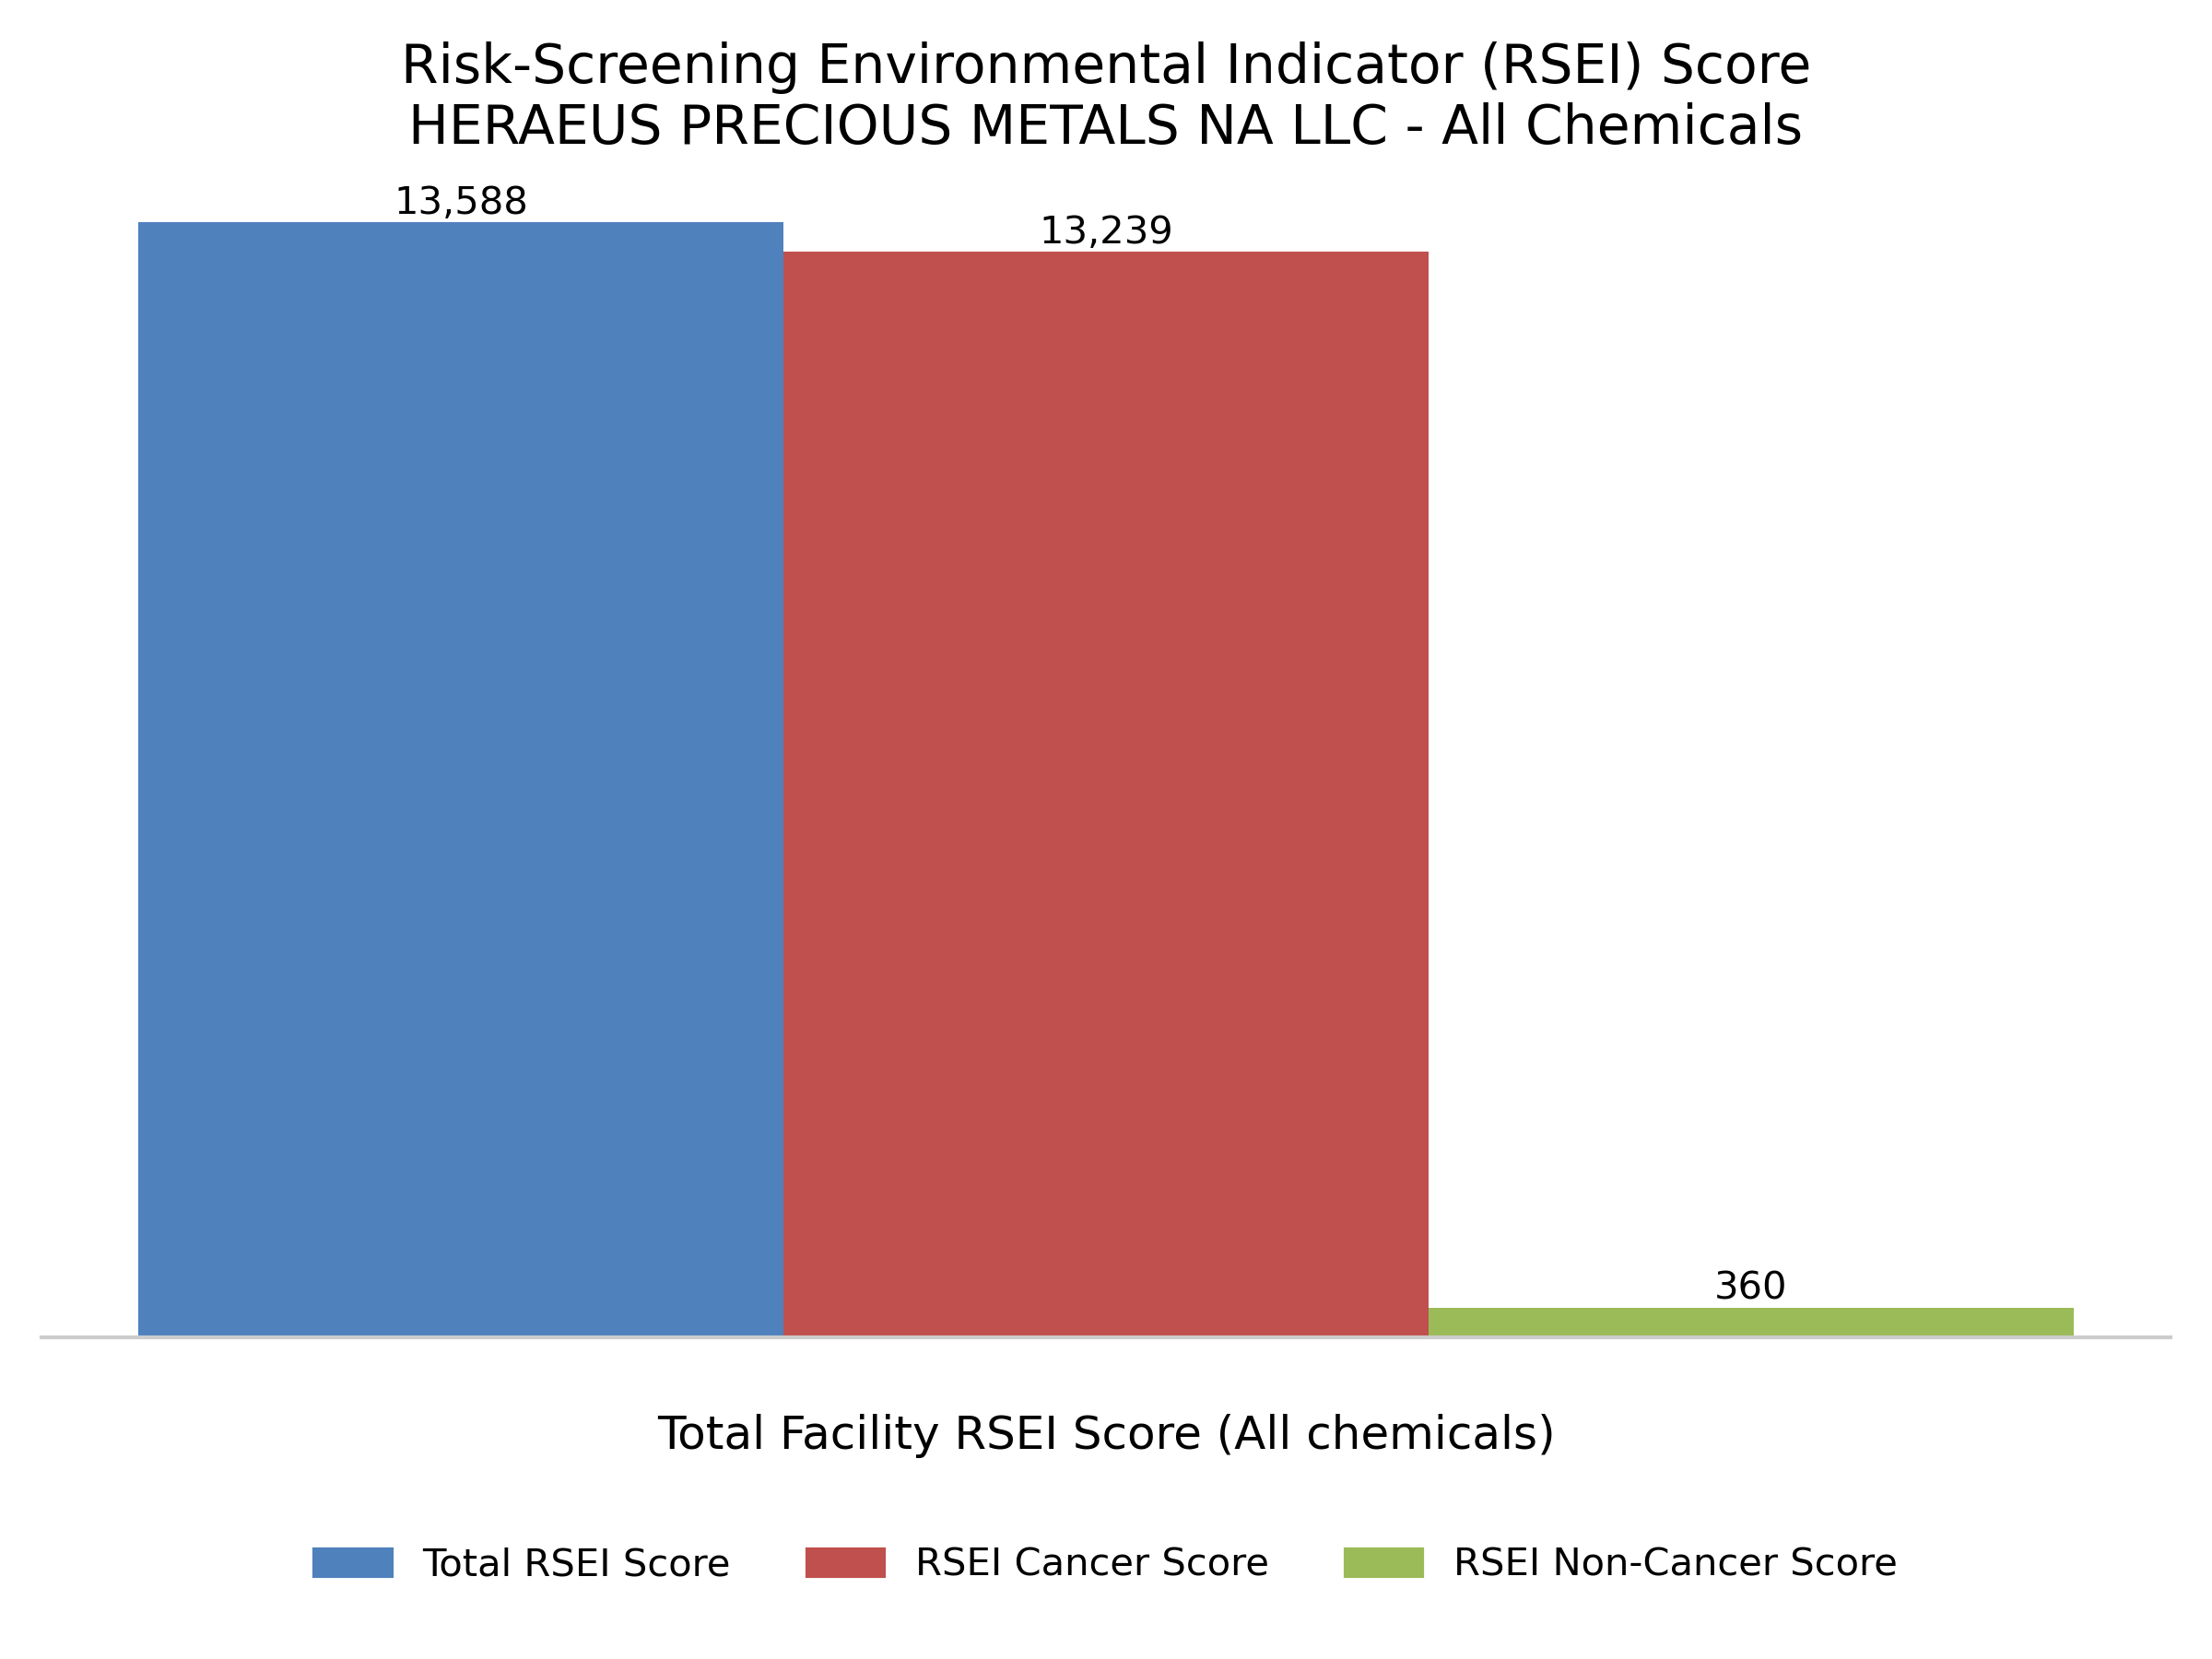 Risk-Screening Environmental Indicator (RSEI) Score
HERAEUS PRECIOUS METALS NA LLC - All Chemicals
13,588
13,239
360
Total Facility RSEI Score (All chemicals)
Total RSEI Score
RSEI Cancer Score
RSEI Non-Cancer Score